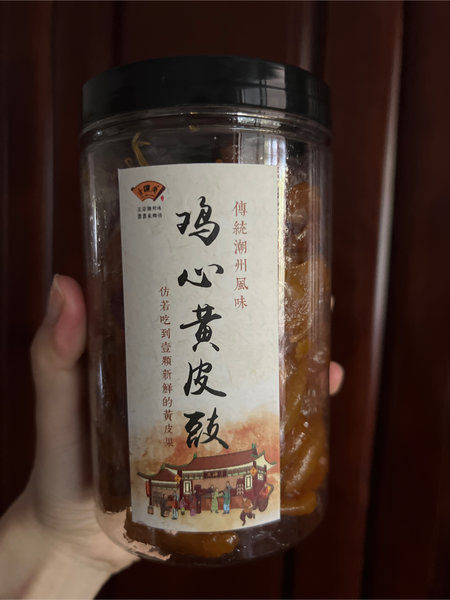 傳統潮州風味
鸡心黃皮豉
仿若吃到壹顆新鮮的黃皮果